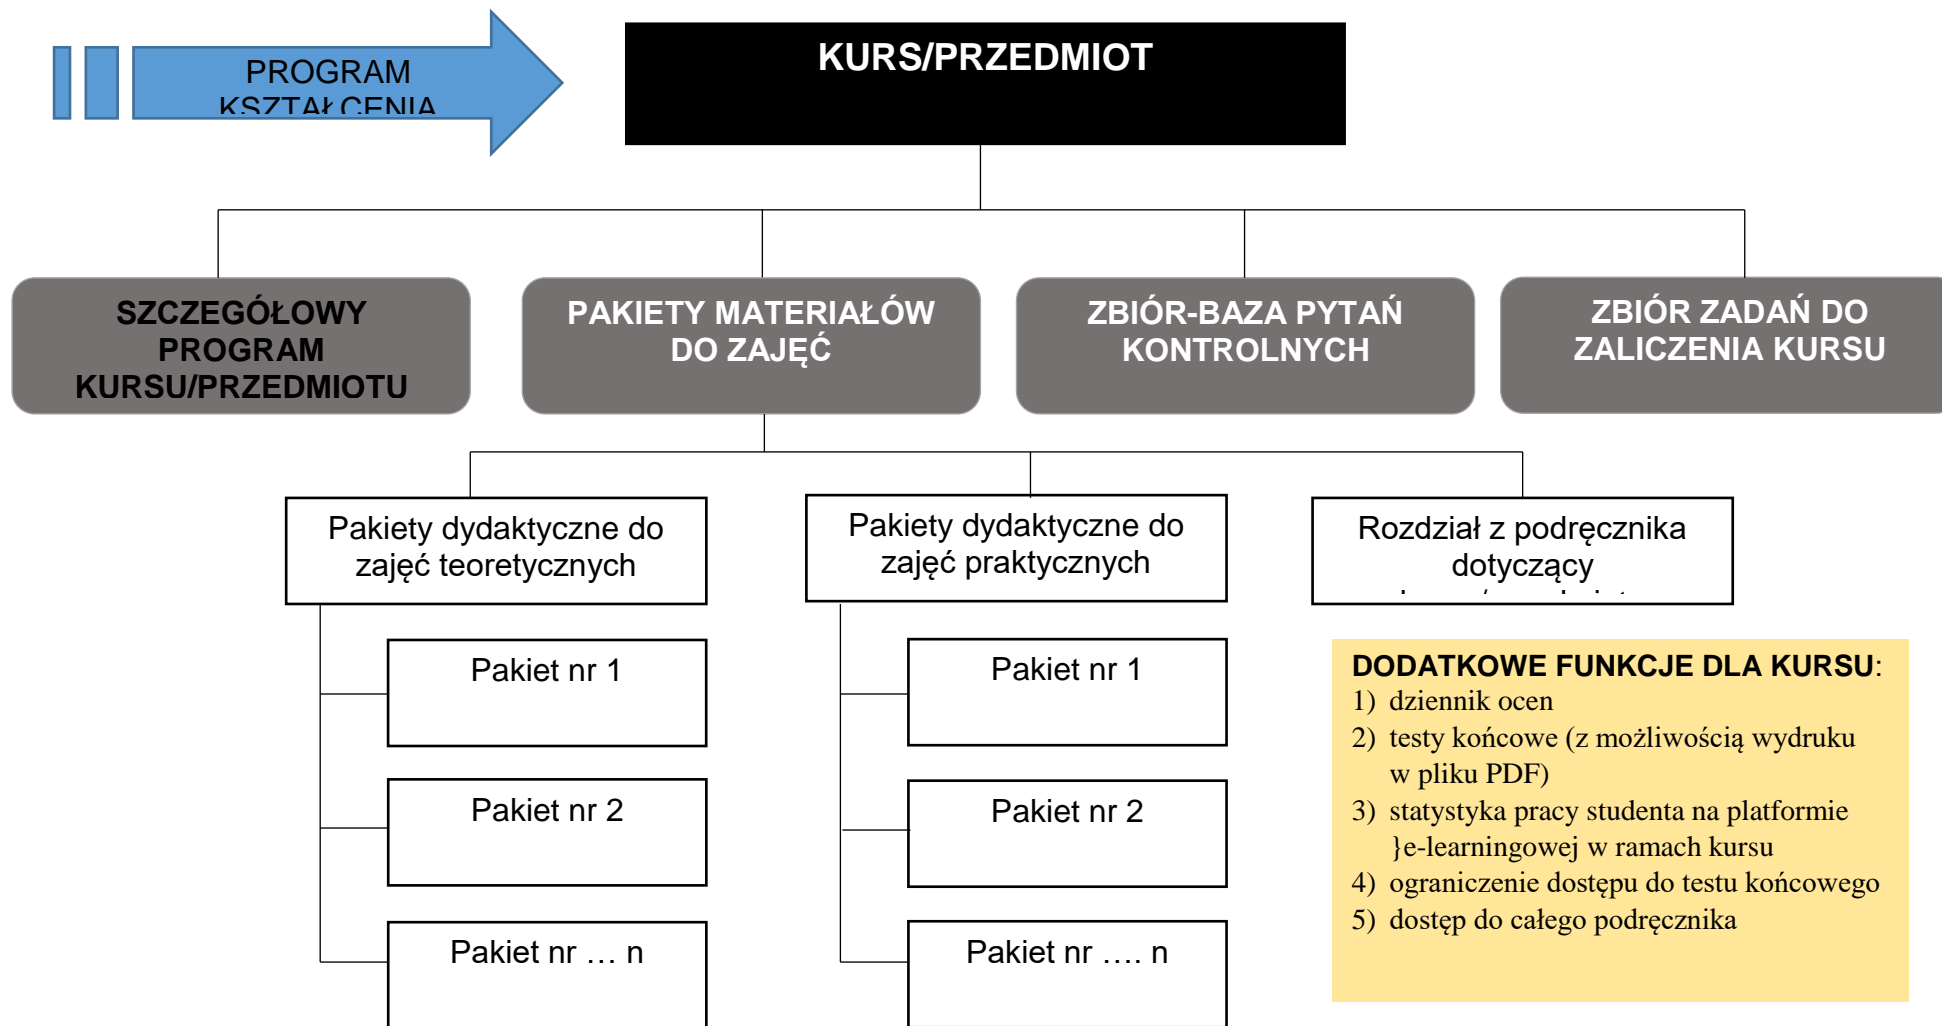 PROGRAM
KSZTAŁCENIA
KURS/PRZEDMIOT
SZCZEGÓŁOWY
PROGRAM
KURSU/PRZEDMIOTU
PAKIETY MATERIAŁÓW
DO ZAJĘĆ
ZBIÓR-BAZA PYTAŃ
KONTROLNYCH
ZBIÓR ZADAŃ DO
ZALICZENIA KURSU
Pakiety dydaktyczne do
zajęć teoretycznych
Pakiety dydaktyczne do
zajęć praktycznych
Rozdział z podręcznika
dotyczący
Pakiet nr 1
Pakiet nr 2
Pakiet nr … n
Pakiet nr 1
Pakiet nr 2
Pakiet nr …. n
DODATKOWE FUNKCJE DLA KURSU:
1) dziennik ocen
2) testy końcowe (z możliwością wydruku
w pliku PDF)
3) statystyka pracy studenta na platformie
}e-learningowej w ramach kursu
4) ograniczenie dostępu do testu końcowego
5) dostęp do całego podręcznika